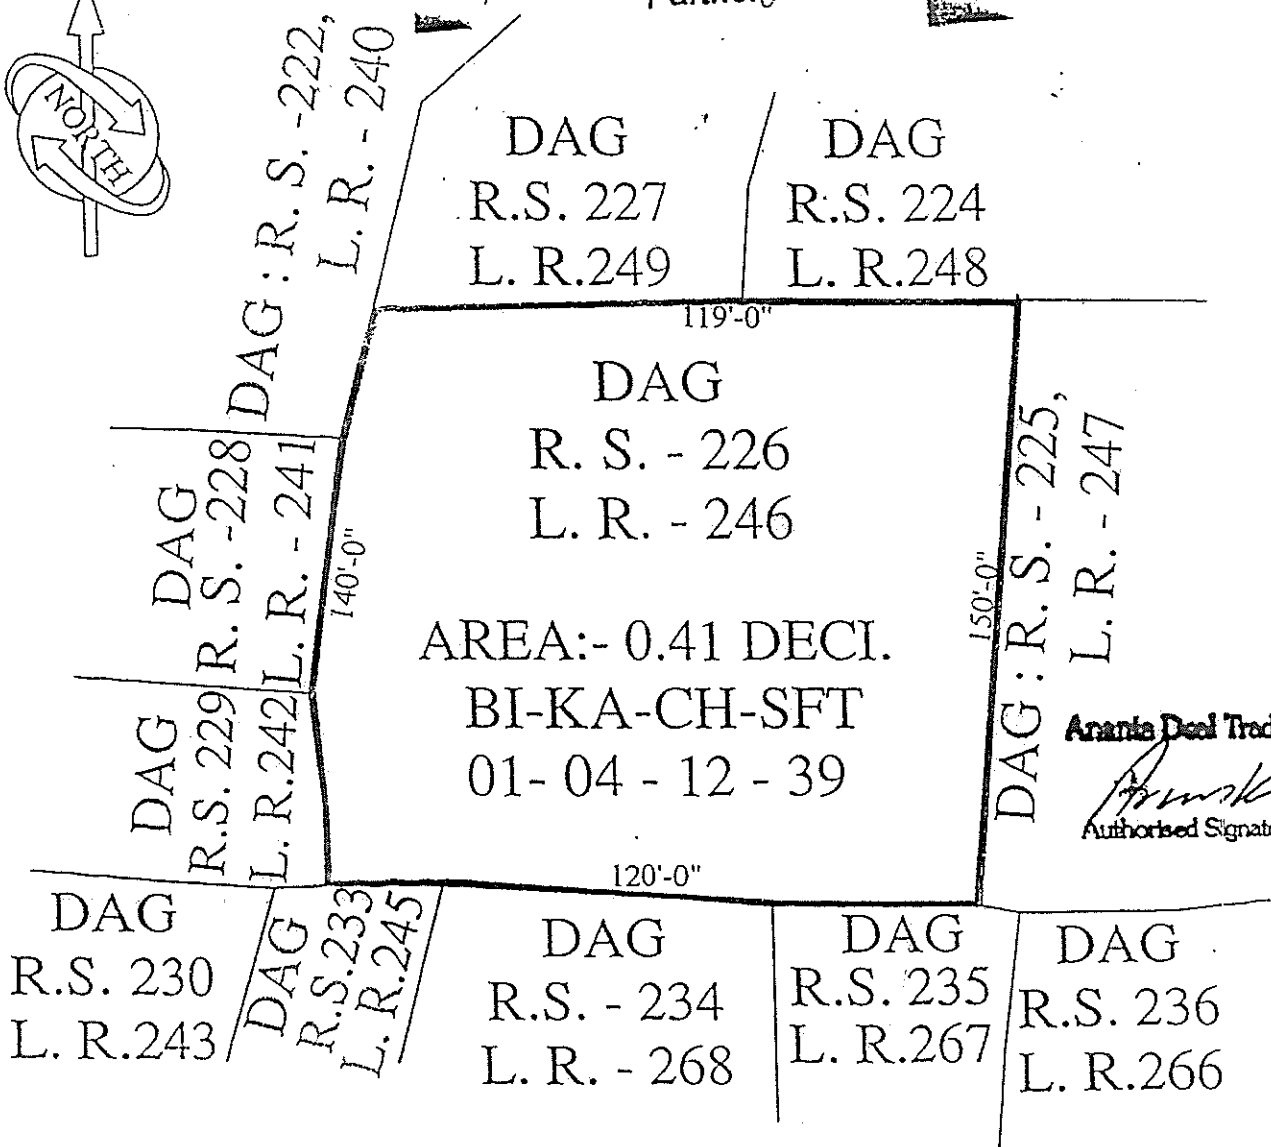 NORTH
DAG : R. S. -222,
L. R. - 240
DAG
R.S. 227
L. R.249
DAG
R.S. 224
L. R.248
119'-0"
DAG
R. S. - 226
L. R. - 246
AREA:- 0.41 DECI.
BI-KA-CH-SFT
01- 04 - 12 - 39
140'-0"
150'-0"
120'-0"
DAG
R. S. -228
L. R. - 241
DAG
R.S. 229
L. R.242
DAG : R. S. - 225,
L. R. - 247
Ananta Deal Trad
Authorised Signat
DAG
R.S. 230
L. R.243
DAG
R.S.233
L. R.245
DAG
R.S. - 234
L. R. - 268
DAG
R.S. 235
L. R.267
DAG
R.S. 236
L. R.266